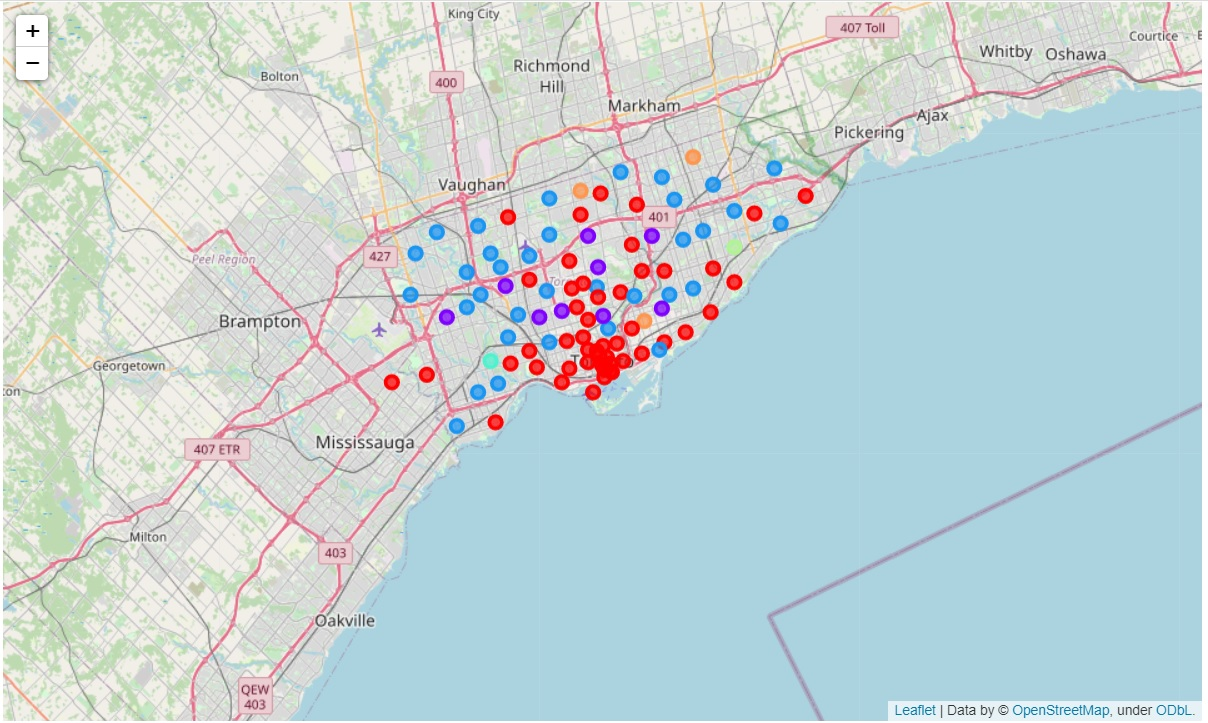 +
−
King City
407 Toll
Courtice
Whitby
Oshawa
Richmond
Hill
Bolton
400
Markham
Ajax
Pickering
Vaughan
401
427
Peel Region
Brampton
Georgetown
Mississauga
407 ETR
Milton
403
Oakville
QEW
403
Leaflet | Data by © OpenStreetMap, under ODbL.